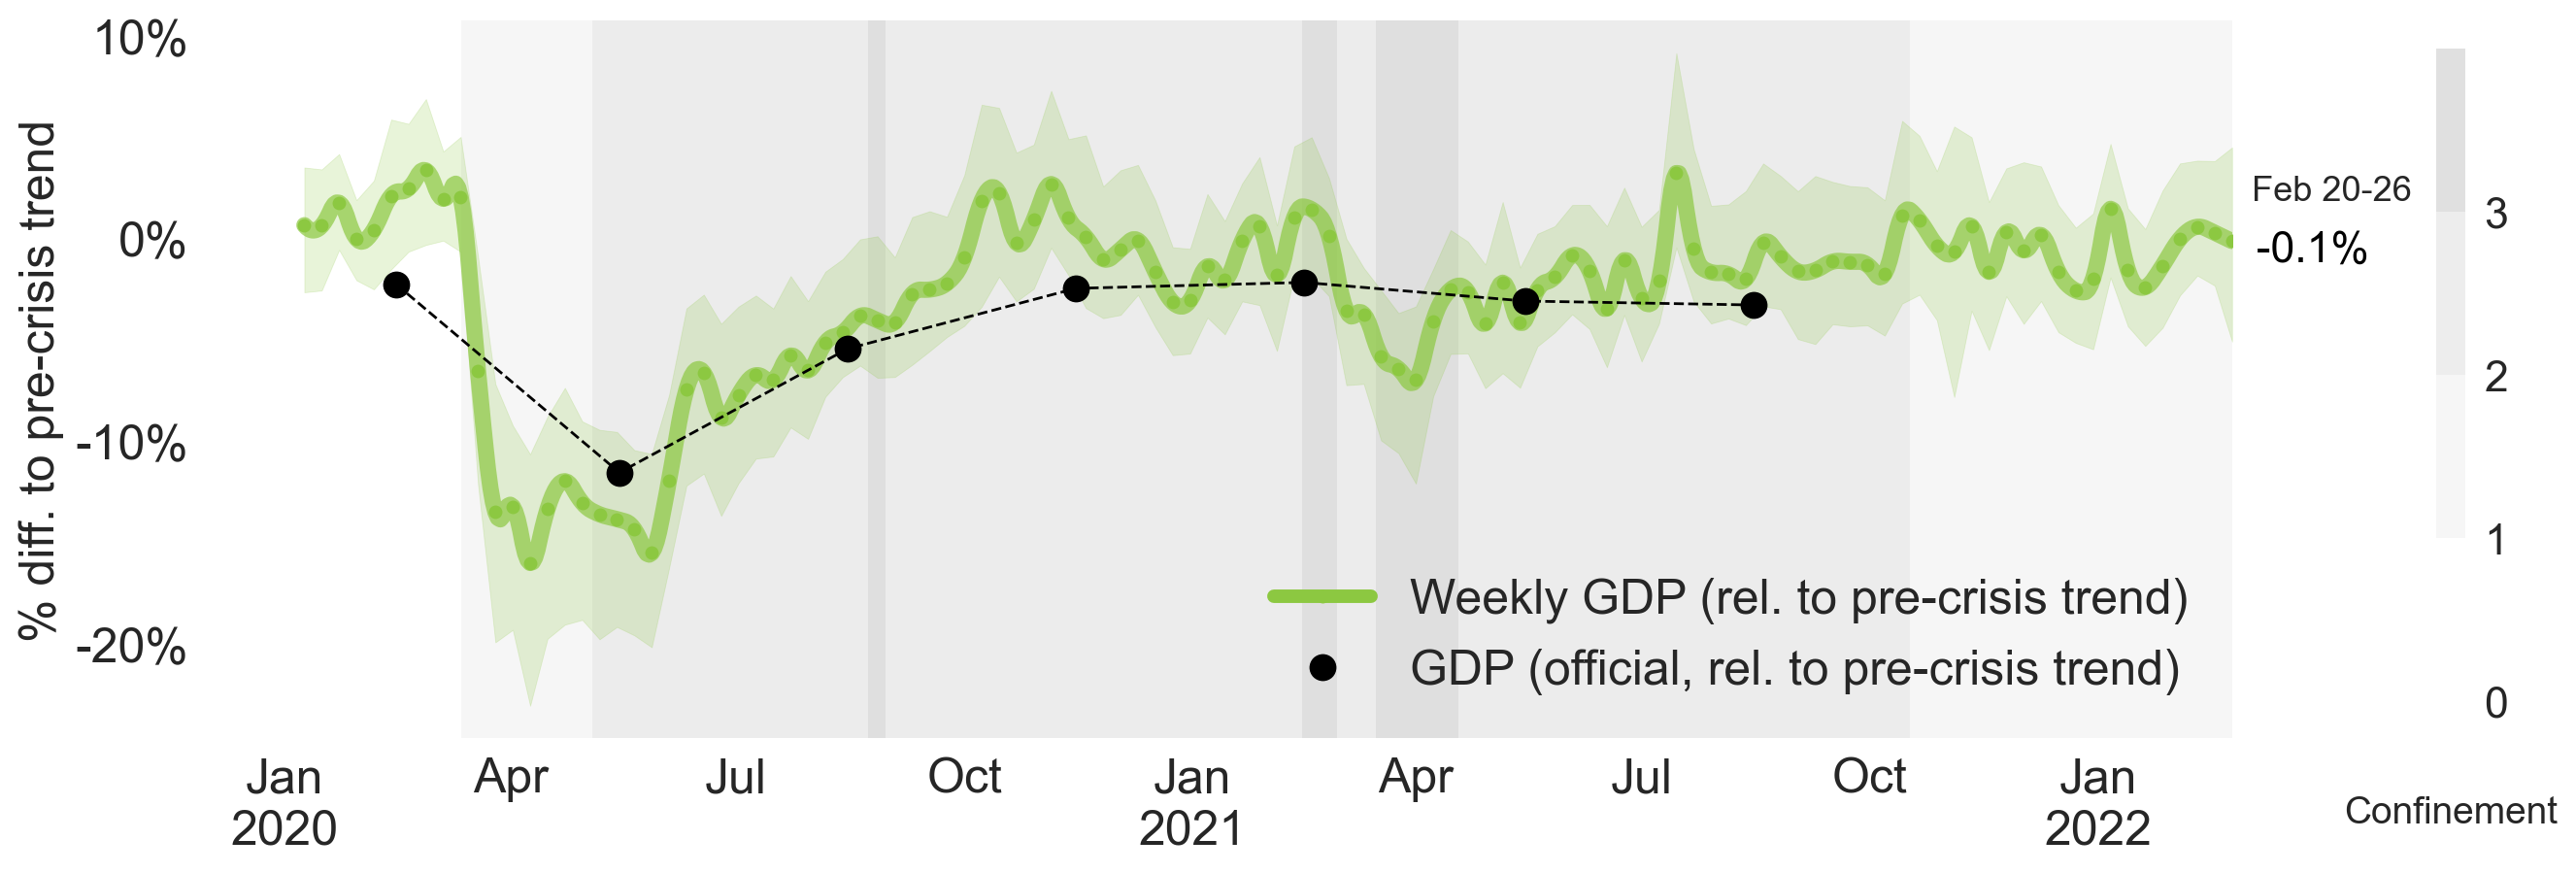 10%
0%
-10%
-20%
% diff. to pre-crisis trend
Feb 20-26
-0.1%
Weekly GDP (rel. to pre-crisis trend)
GDP (official, rel. to pre-crisis trend)
Jan
2020
Apr
Jul
Oct
Jan
2021
Apr
Jul
Oct
Jan
2022
3
2
1
0
Confinement